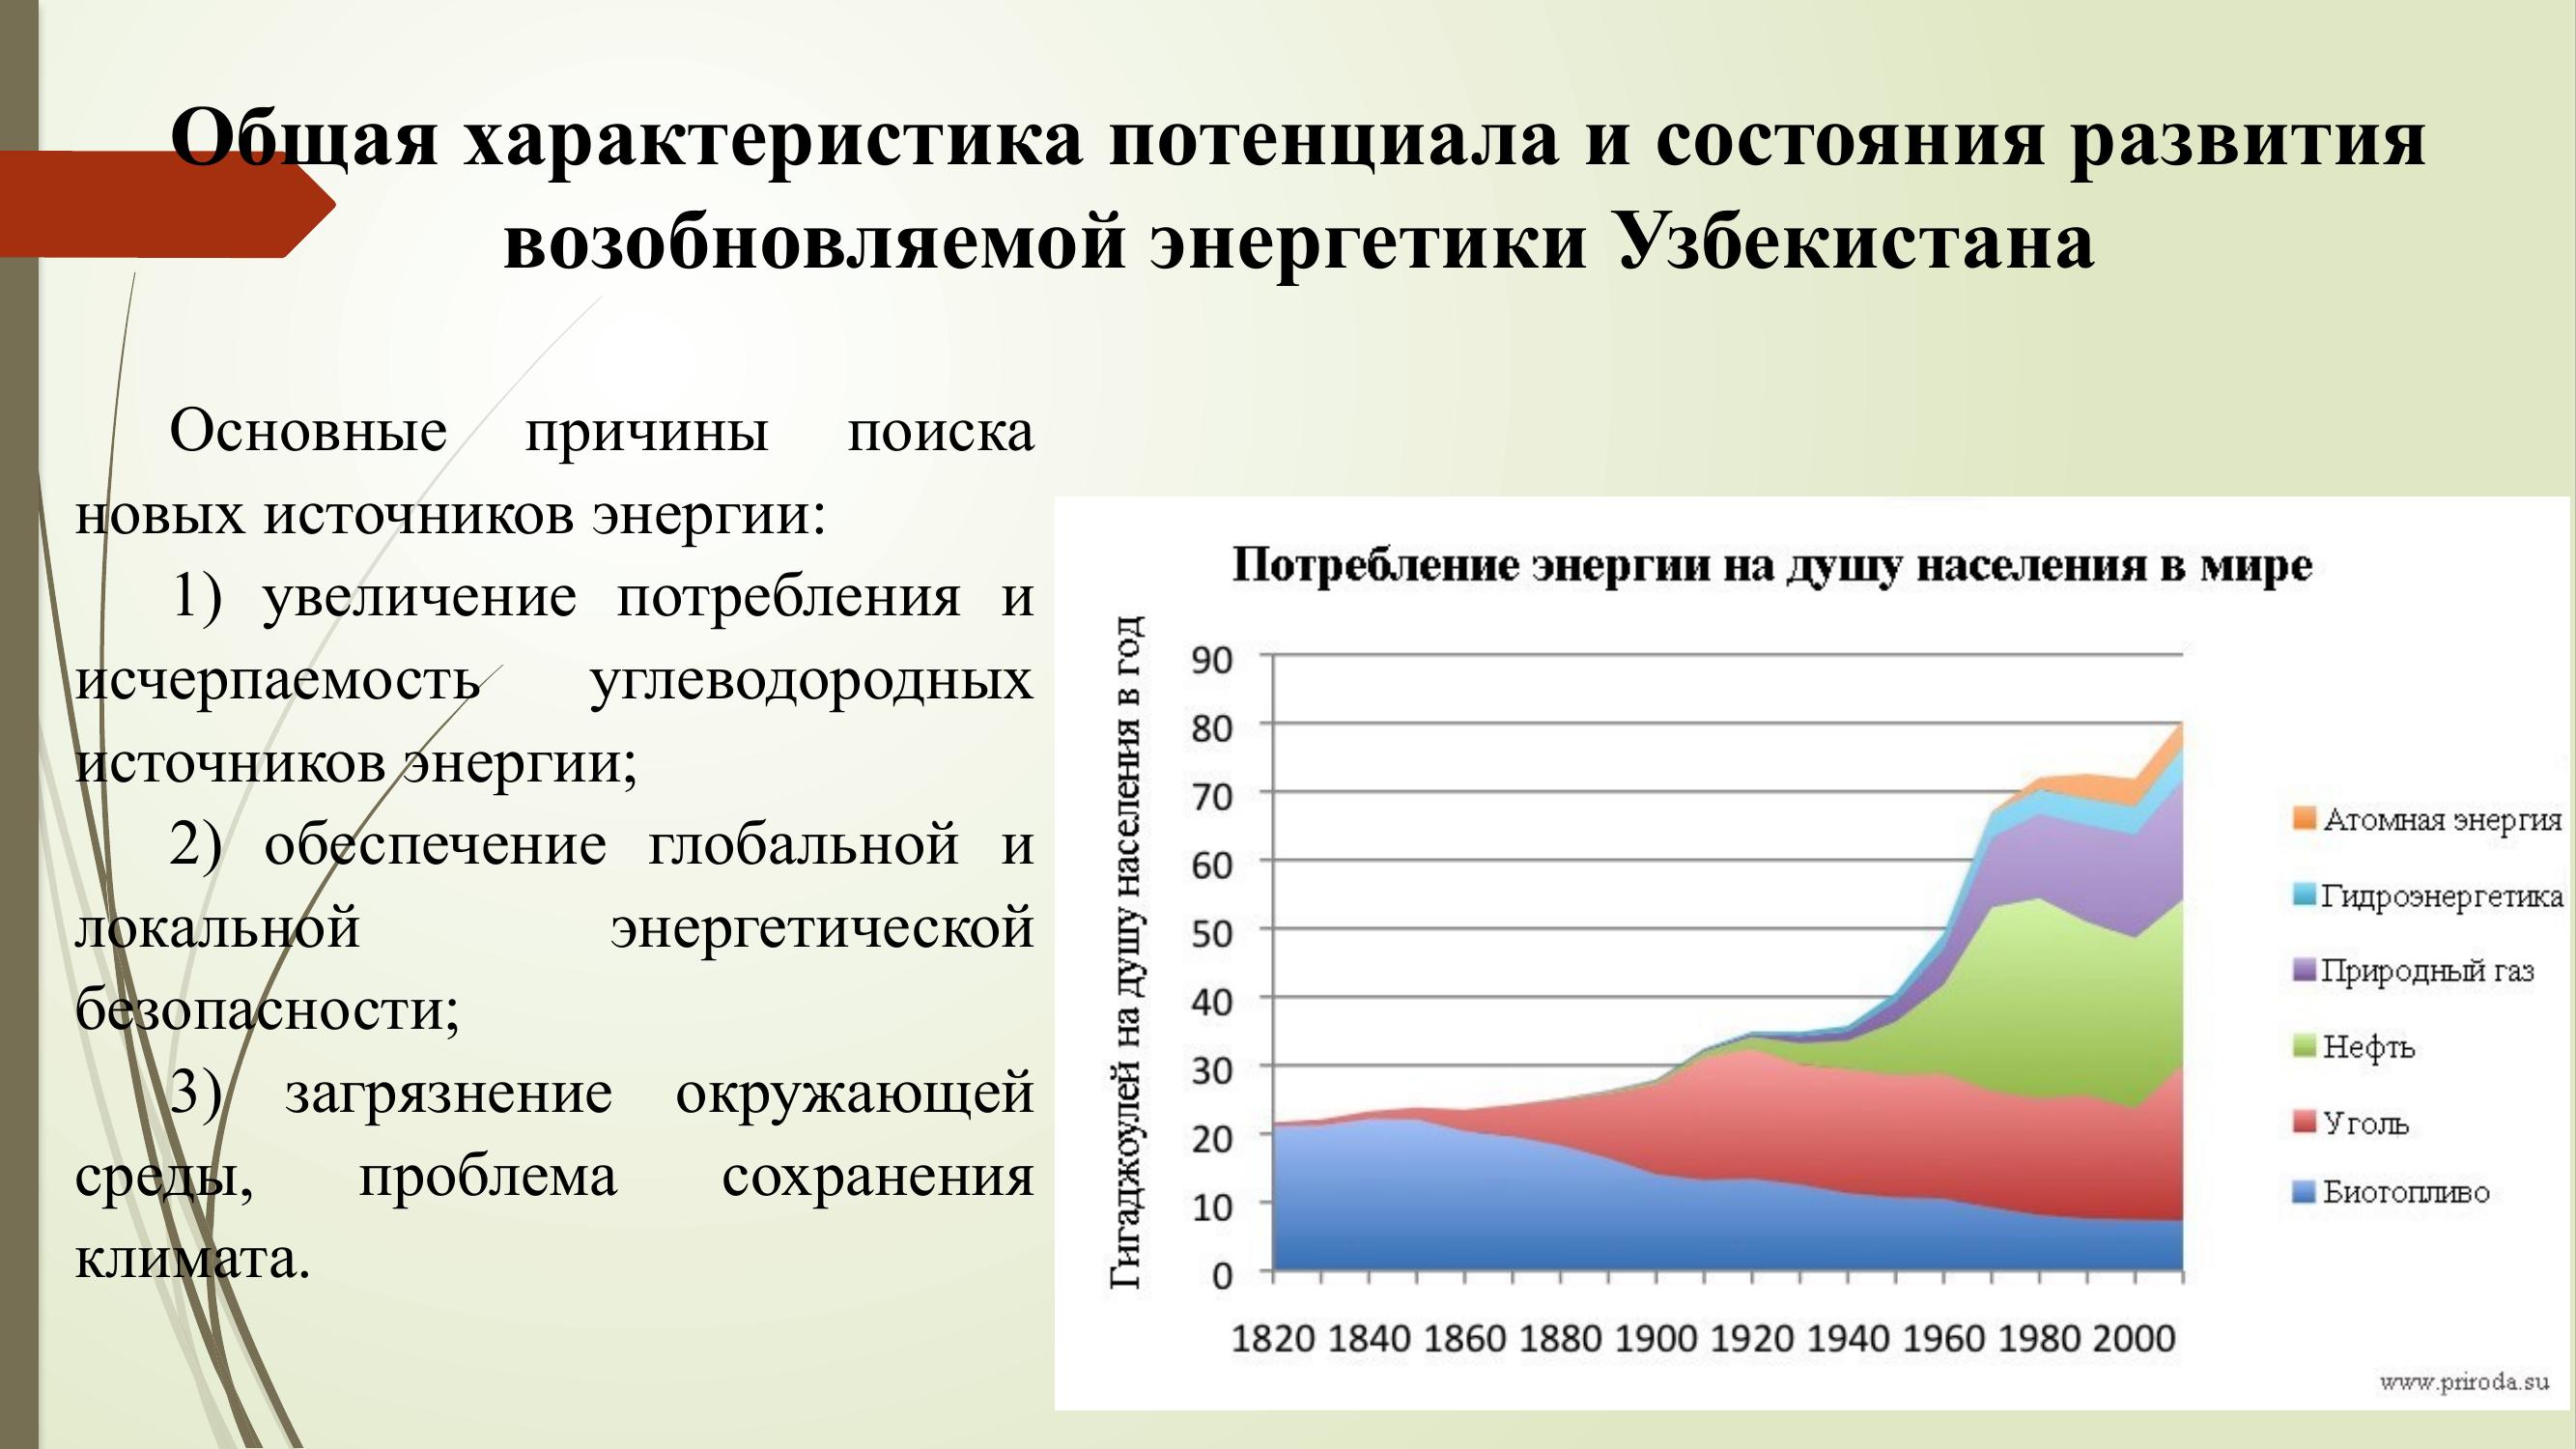 Общая характеристика потенциала и состояния развития
возобновляемой энергетики Узбекистана
Основные причины поиска
новых источников энергии:
1) увеличение потребления и
исчерпаемость углеводородных
источников энергии;
2) обеспечение глобальной и
локальной энергетической
безопасности;
3) загрязнение окружающей
среды, проблема сохранения
климата.
Потребление энергии на душу населения в мире
Гигаджоулей на душу населения в год
90
80
70
60
50
40
30
20
10
0
1820 1840 1860 1880 1900 1920 1940 1960 1980 2000
Атомная энергия
Гидроэнергетика
Природный газ
Нефть
Уголь
Биотопливо
www.priroda.su